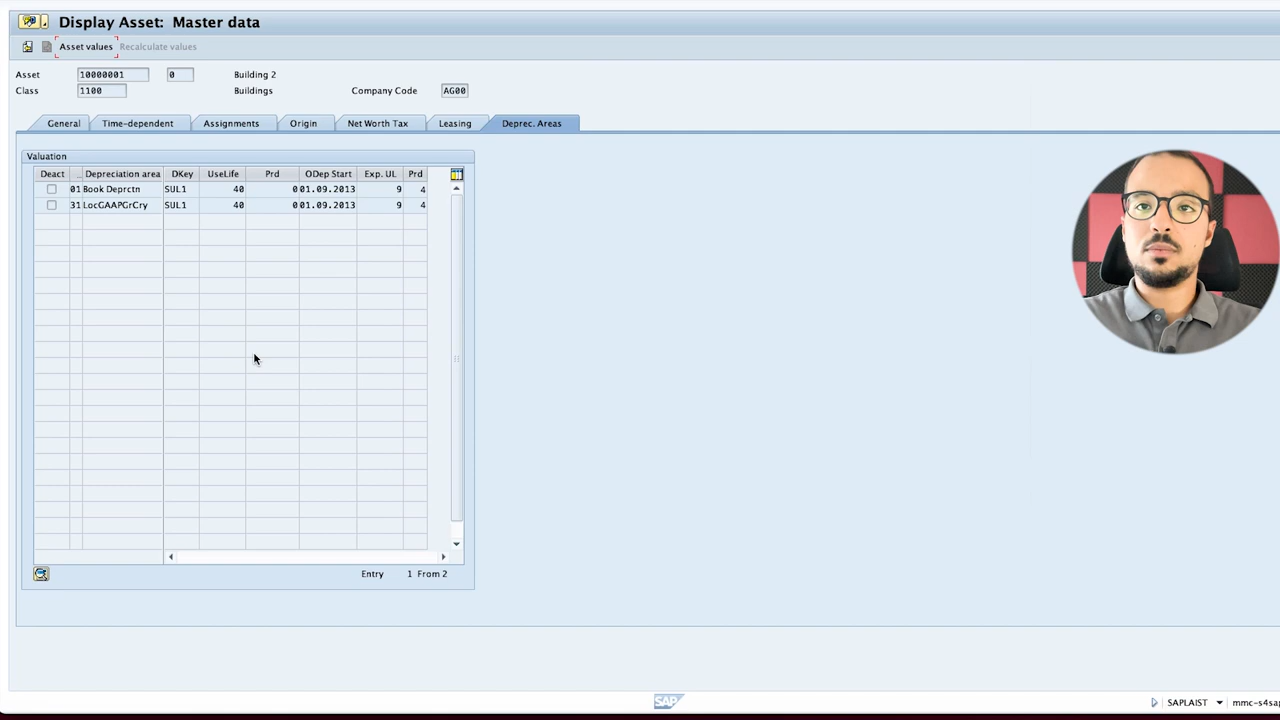 Display Asset: Master data
Asset values Recalculate values
Asset 10000001 0 Building 2
Class 1100 Buildings Company Code AG00
General Time-dependent Assignments Origin Net Worth Tax Leasing Deprec. Areas
Valuation
Deact ... Depreciation area DKey UseLife Prd ODep Start Exp. UL Prd
01 Book Deprctn SUL1 40 0 01.09.2013 9 4
31 LocGAAPGrCry SUL1 40 0 01.09.2013 9 4
Entry 1 From 2
SAP SAPLAIST mmc-s4sap